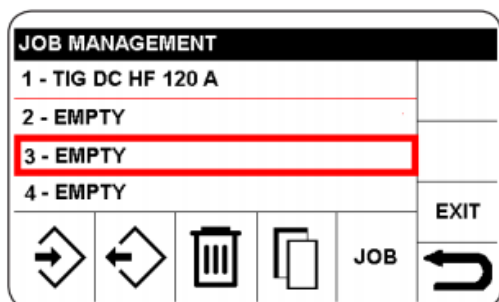 JOB MANAGEMENT
1 - TIG DC HF 120 A
2 - EMPTY
3 - EMPTY
4 - EMPTY
EXIT
JOB